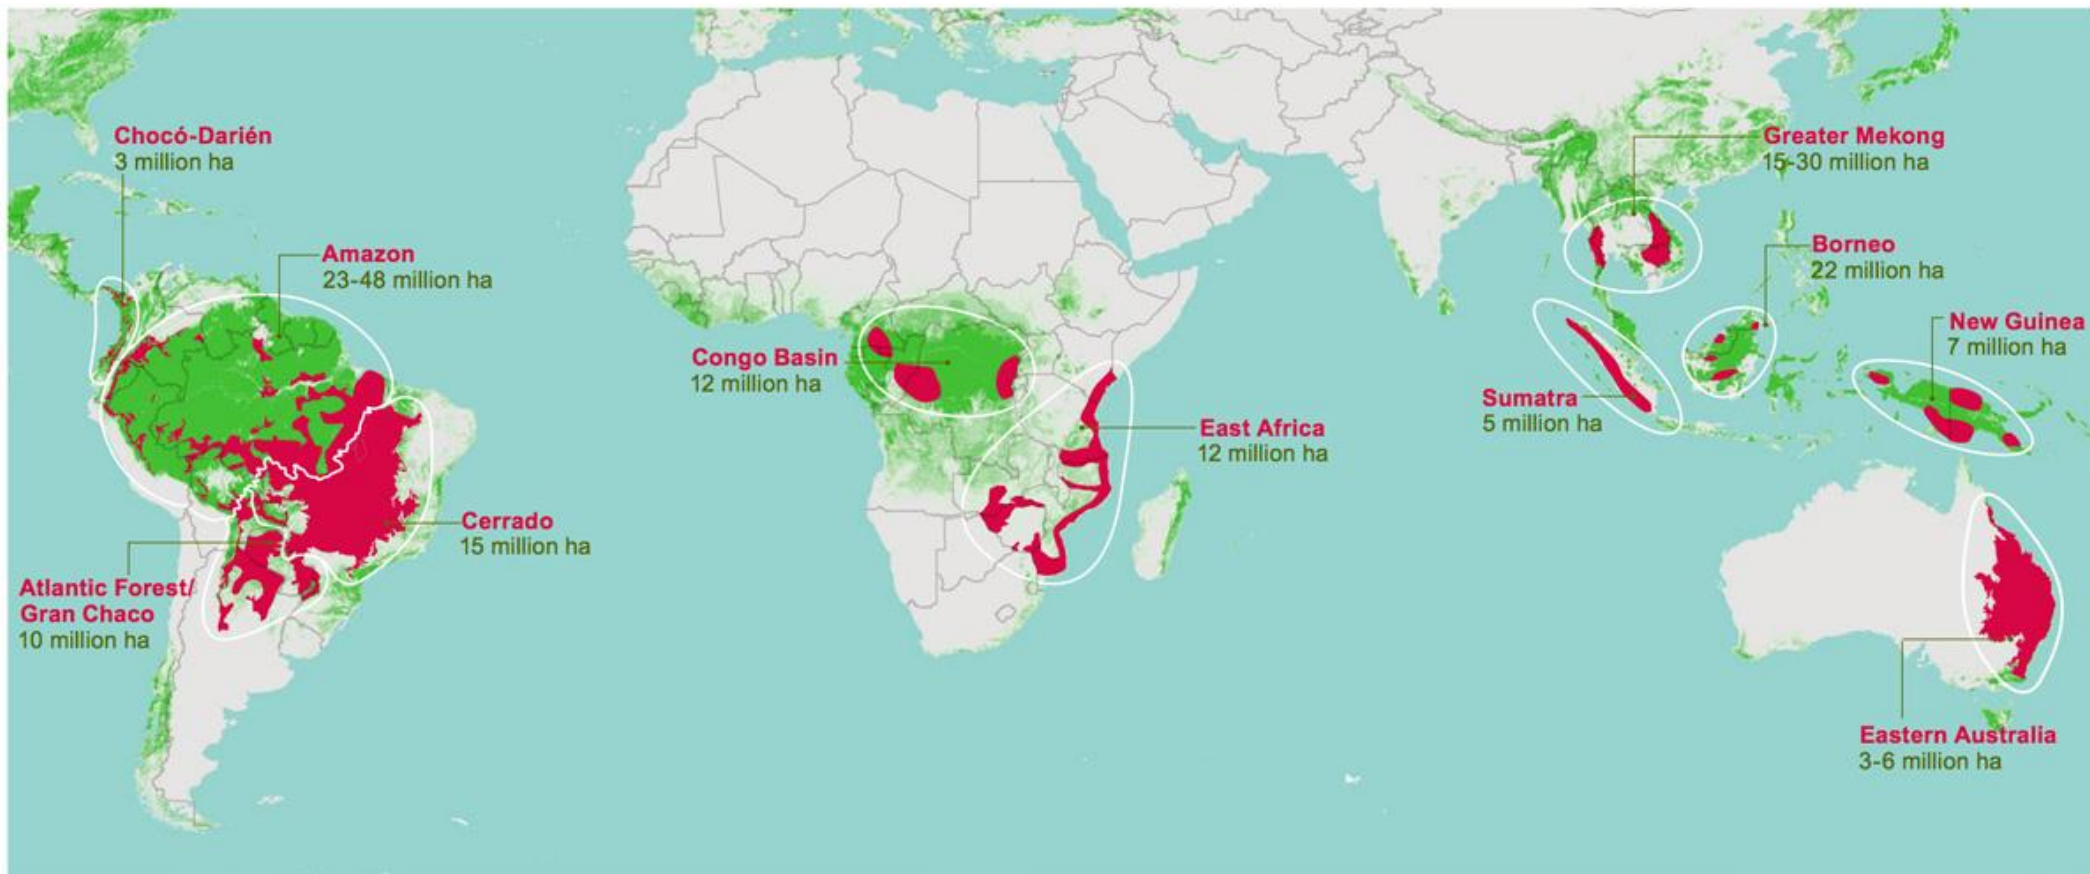 Chocó-Darién
3 million ha
Amazon
23-48 million ha
Cerrado
15 million ha
Atlantic Forest/
Gran Chaco
10 million ha
Congo Basin
12 million ha
East Africa
12 million ha
Greater Mekong
15-30 million ha
Borneo
22 million ha
New Guinea
7 million ha
Sumatra
5 million ha
Eastern Australia
3-6 million ha